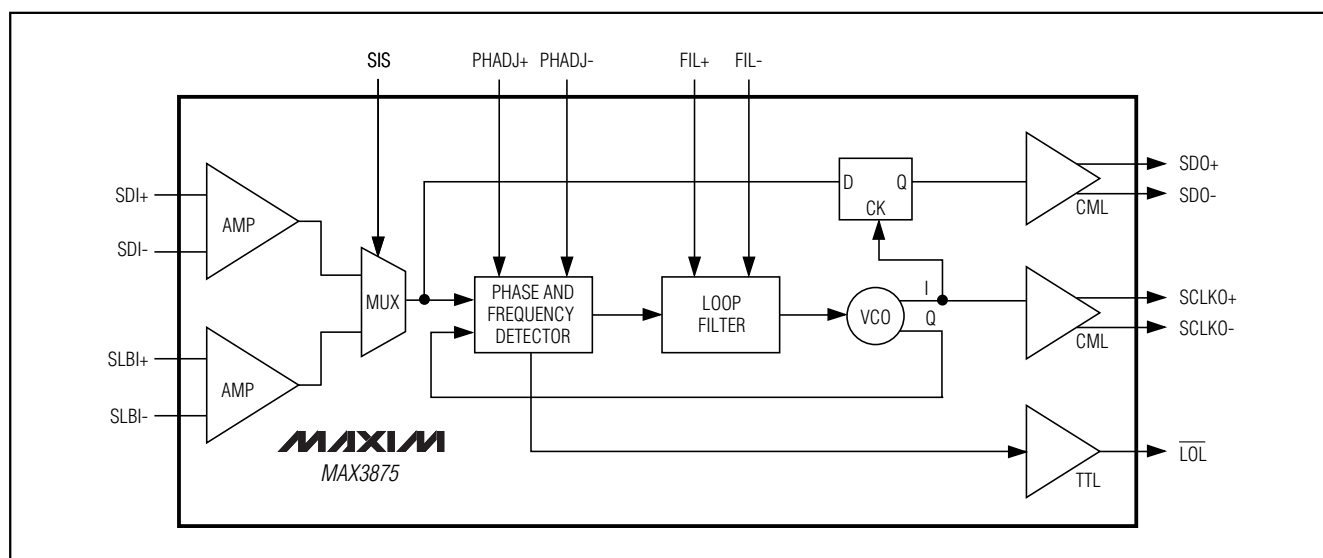 SIS
PHADJ+ PHADJ-
FIL+ FIL-
SDI+
SDI-
AMP
MUX
PHASE AND
FREQUENCY
DETECTOR
LOOP
FILTER
VCO
I
Q
D Q
CK
CML
SDO+
SDO-
SCLKO+
SCLKO-
CML
SLBI+
SLBI-
AMP
MAXIM
MAX3875
TTL
LOL